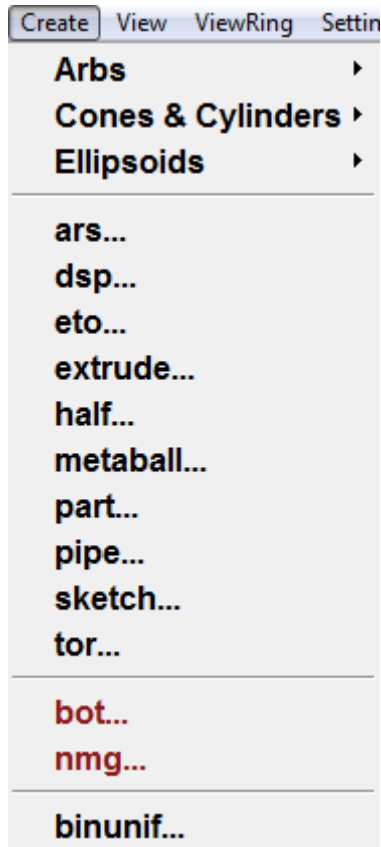 Create View ViewRing Settin
Arbs
Cones & Cylinders
Ellipsoids
ars...
dsp...
eto...
extrude...
half...
metaball...
part...
pipe...
sketch...
tor...
bot...
nmg...
binunif...